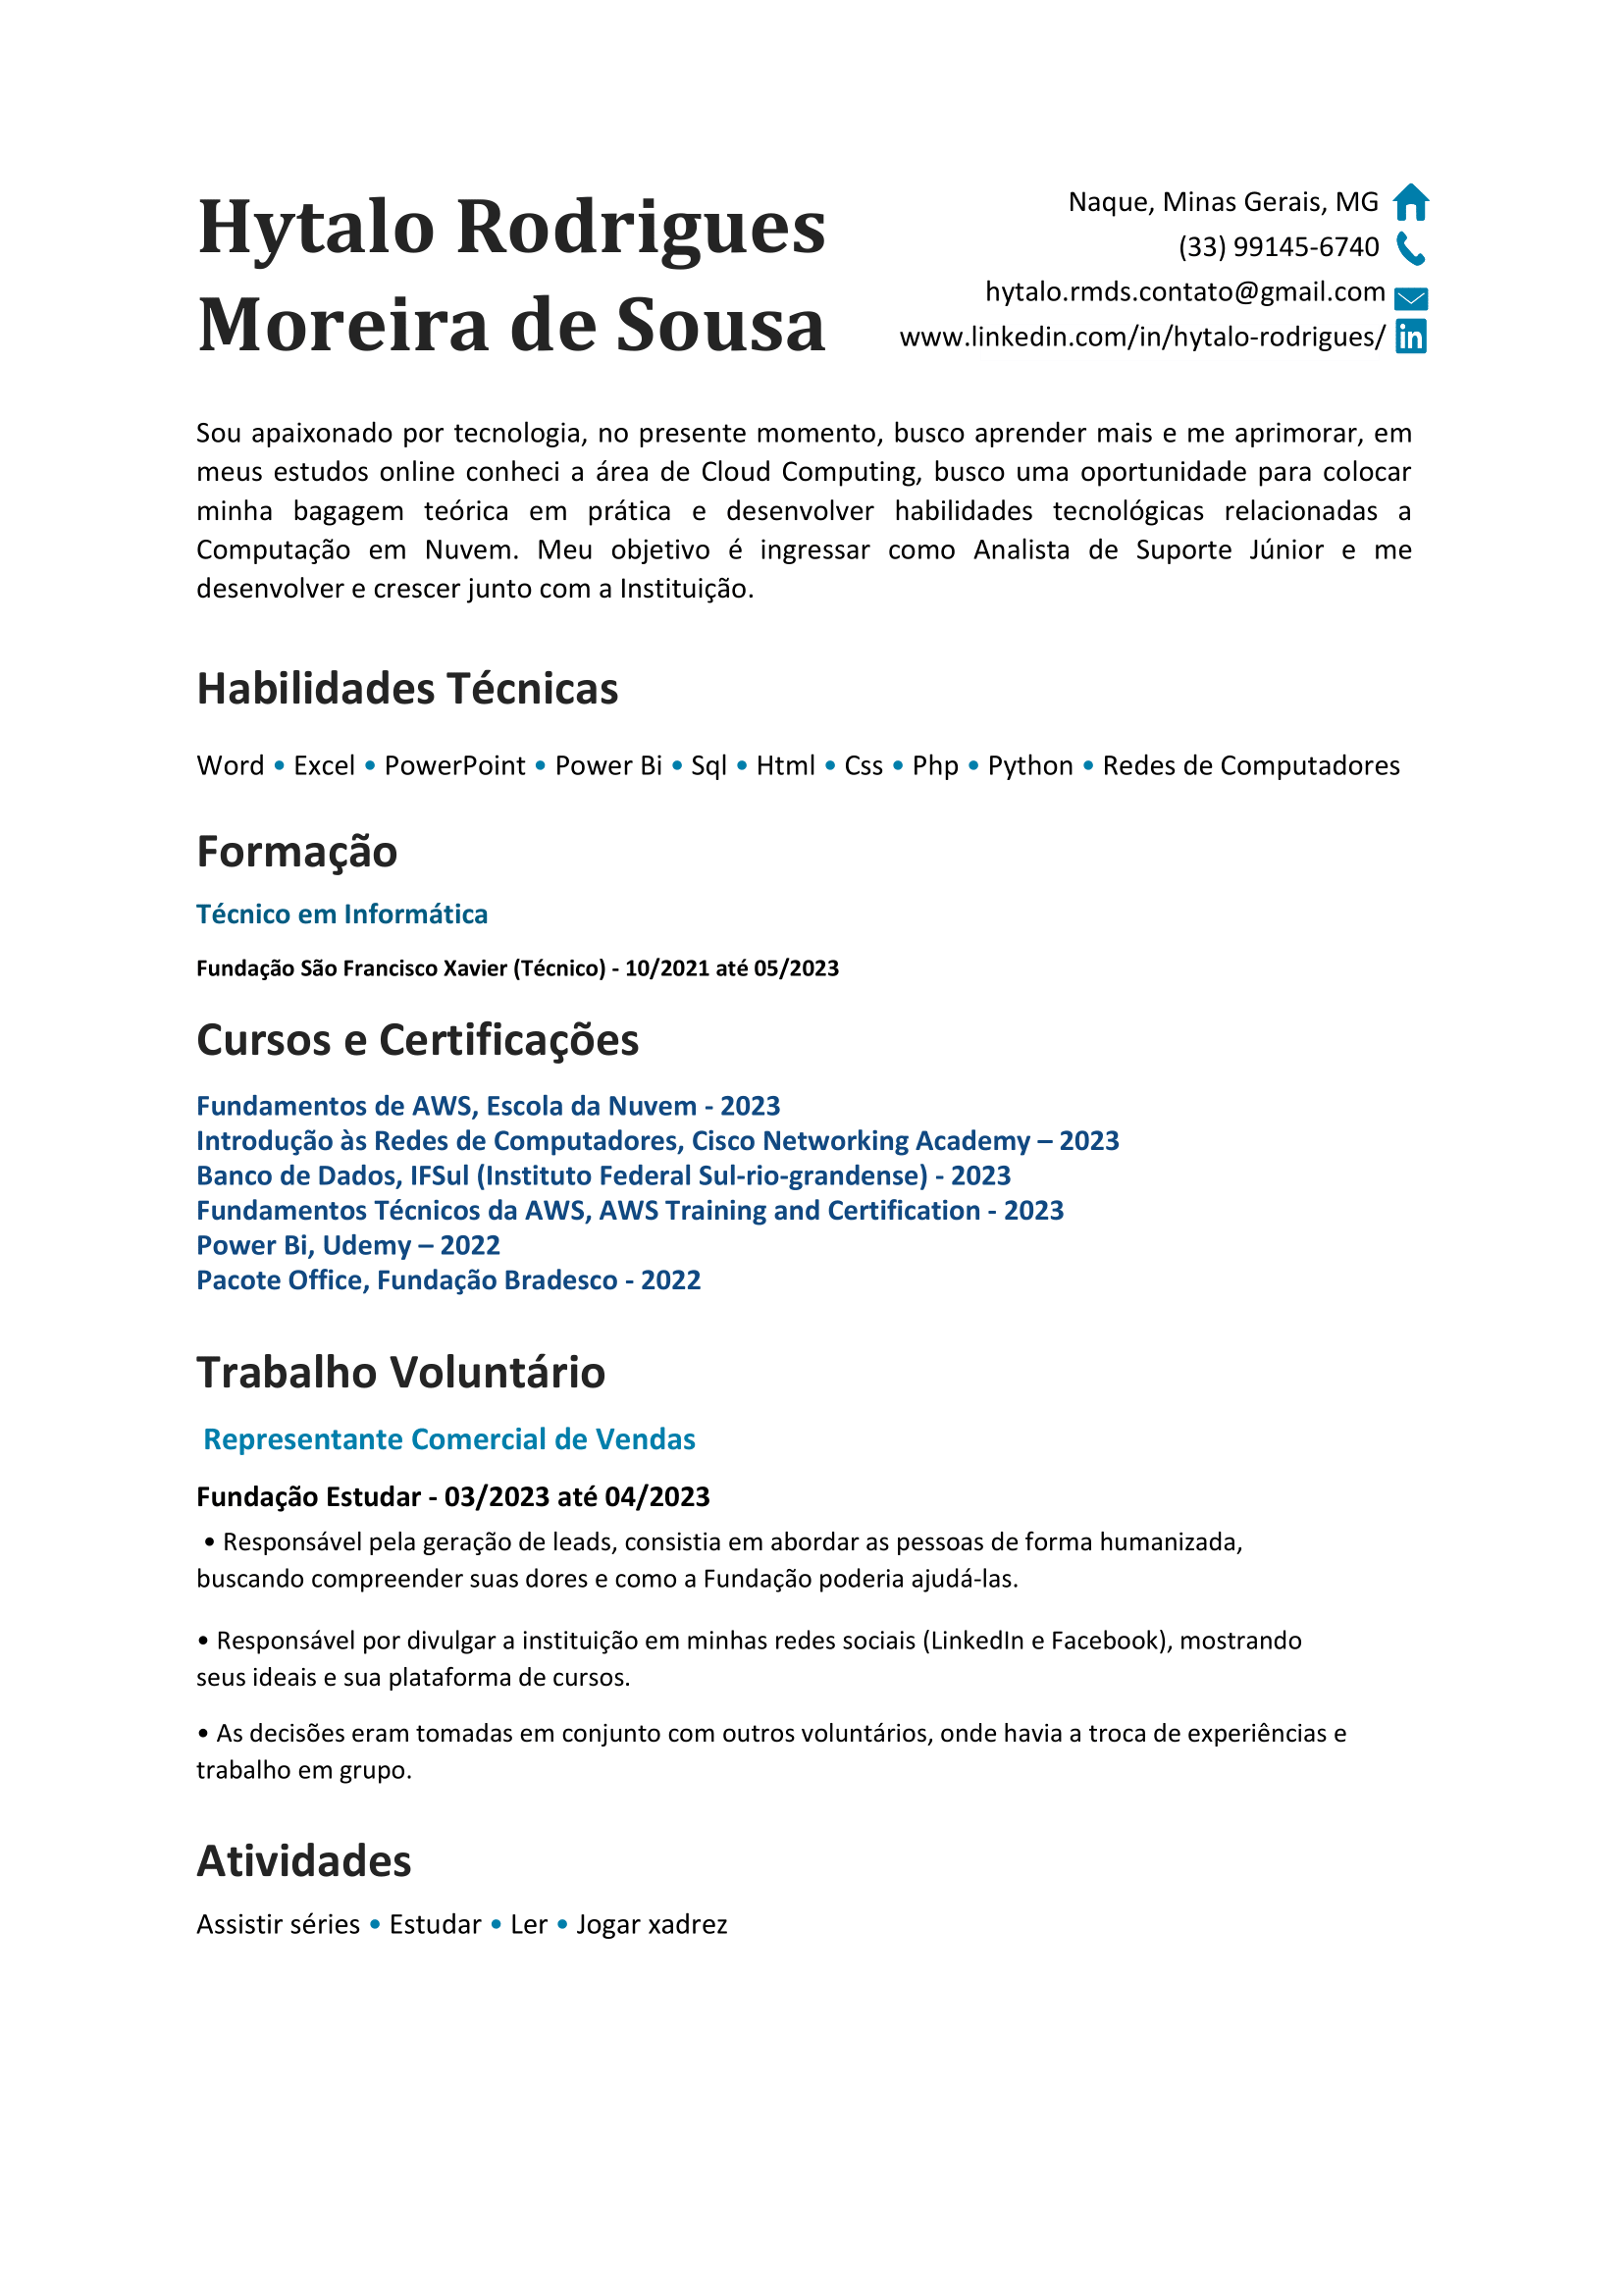 Hytalo Rodrigues
Moreira de Sousa
Naque, Minas Gerais, MG
(33) 99145-6740
hytalo.rmds.contato@gmail.com
www.linkedin.com/in/hytalo-rodrigues/
Sou apaixonado por tecnologia, no presente momento, busco aprender mais e me aprimorar, em
meus estudos online conheci a área de Cloud Computing, busco uma oportunidade para colocar
minha bagagem teórica em prática e desenvolver habilidades tecnológicas relacionadas a
Computação em Nuvem. Meu objetivo é ingressar como Analista de Suporte Júnior e me
desenvolver e crescer junto com a Instituição.
Habilidades Técnicas
Word • Excel • PowerPoint • Power Bi • Sql • Html • Css • Php • Python • Redes de Computadores
Formação
Técnico em Informática
Fundação São Francisco Xavier (Técnico) - 10/2021 até 05/2023
Cursos e Certificações
Fundamentos de AWS, Escola da Nuvem - 2023
Introdução às Redes de Computadores, Cisco Networking Academy – 2023
Banco de Dados, IFSul (Instituto Federal Sul-rio-grandense) - 2023
Fundamentos Técnicos da AWS, AWS Training and Certification - 2023
Power Bi, Udemy – 2022
Pacote Office, Fundação Bradesco - 2022
Trabalho Voluntário
Representante Comercial de Vendas
Fundação Estudar - 03/2023 até 04/2023
• Responsável pela geração de leads, consistia em abordar as pessoas de forma humanizada,
buscando compreender suas dores e como a Fundação poderia ajudá-las.
• Responsável por divulgar a instituição em minhas redes sociais (LinkedIn e Facebook), mostrando
seus ideais e sua plataforma de cursos.
• As decisões eram tomadas em conjunto com outros voluntários, onde havia a troca de experiências e
trabalho em grupo.
Atividades
Assistir séries • Estudar • Ler • Jogar xadrez